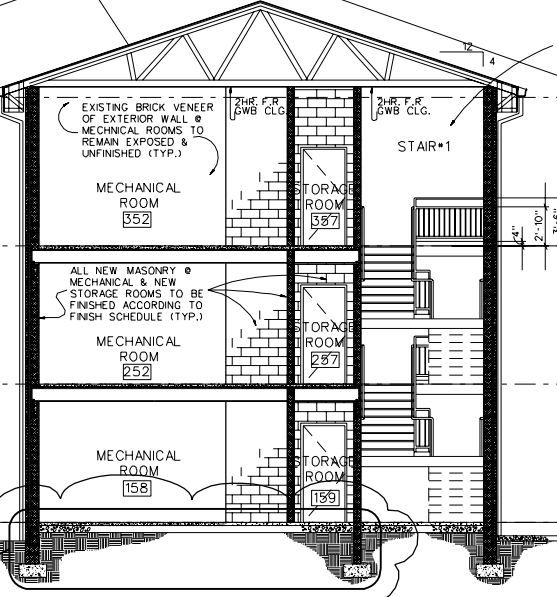 12
4
EXISTING BRICK VENEER
OF EXTERIOR WALL @
MECHNICAL ROOMS TO
REMAIN EXPOSED &
UNFINISHED (TYP.)
2HR. F.R
GWB CLG.
2HR. F.R.
GWB CLG.
STAIR#1
MECHANICAL
ROOM
352
STORAGE
ROOM
357
4"
2'-10"
3'-6"
ALL NEW MASONRY @
MECHANICAL & NEW
STORAGE ROOMS TO BE
FINISHED ACCORDING TO
FINISH SCHEDULE (TYP.)
MECHANICAL
ROOM
252
STORAGE
ROOM
257
MECHANICAL
ROOM
158
STORAGE
ROOM
159